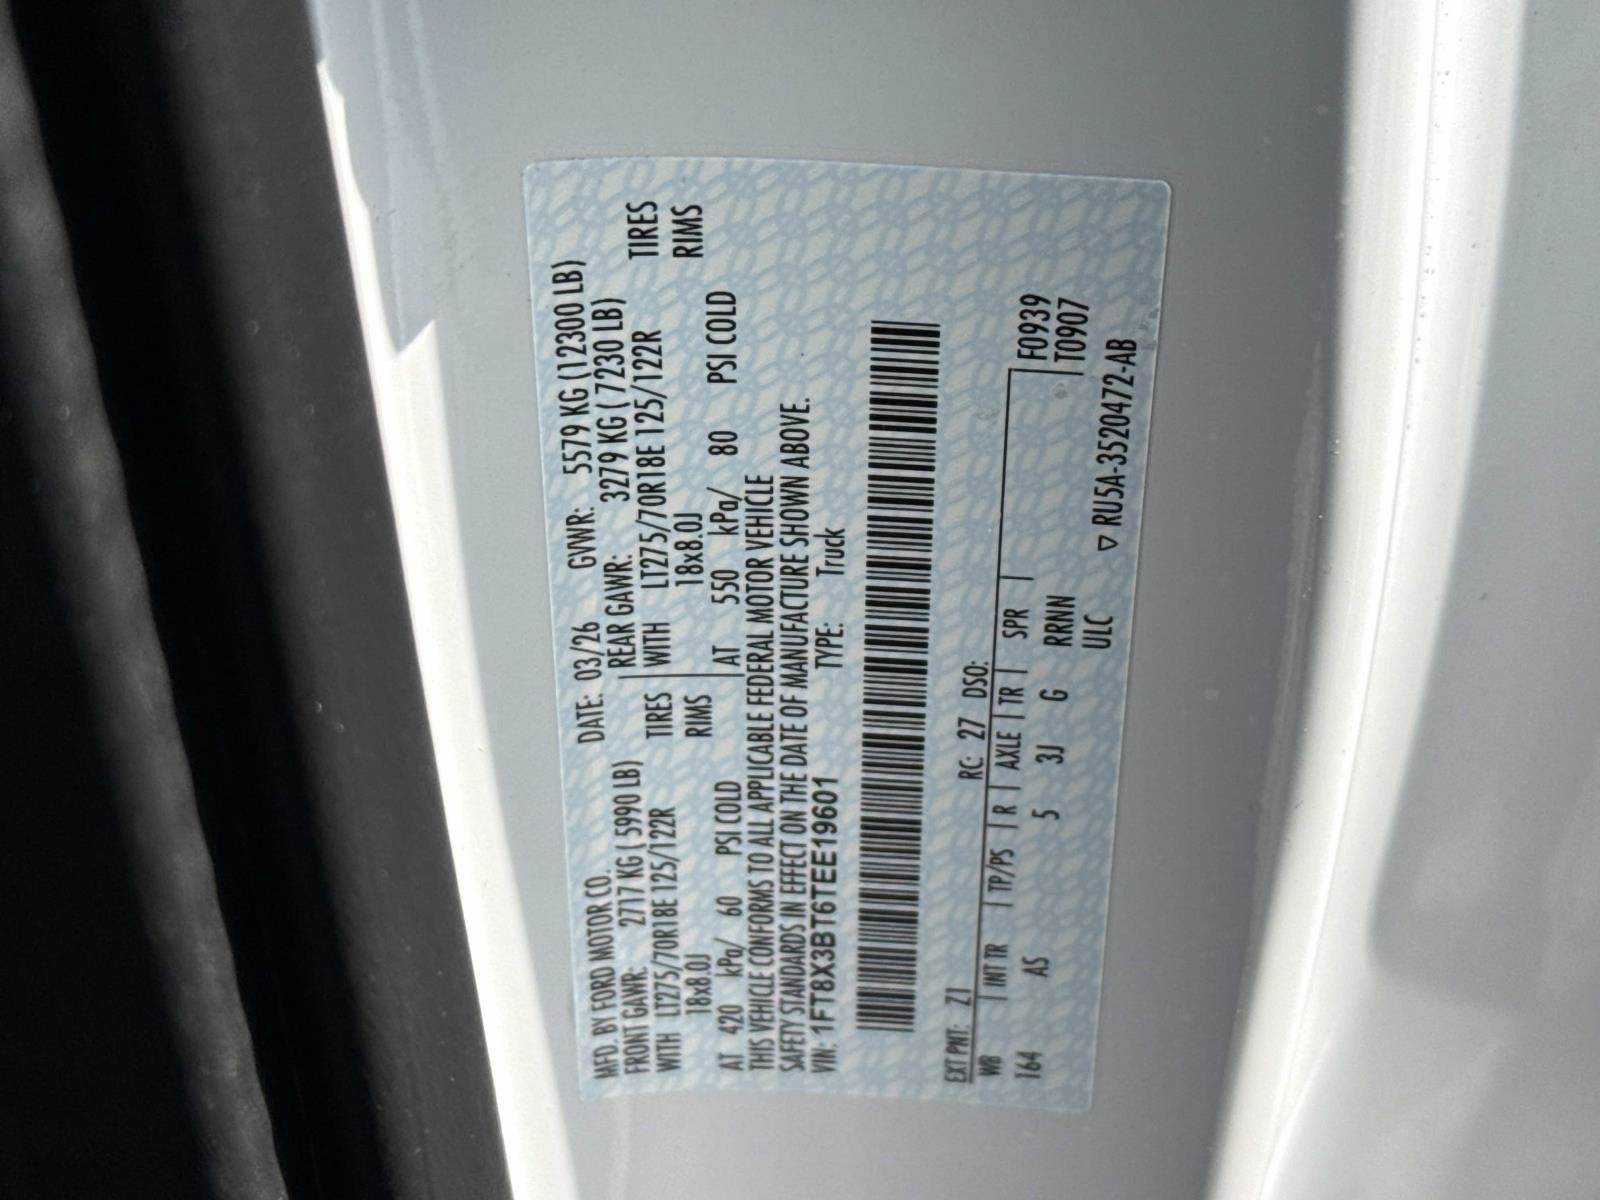 MFD. BY FORD MOTOR CO.
DATE: 03/26 GVWR: 5579 KG (12300 LB)
FRONT GAWR: 2717 KG ( 5990 LB) REAR GAWR: 3279 KG ( 7230 LB)
WITH LT275/70R18E 125/122R TIRES WITH LT275/70R18E 125/122R TIRES
18x8.0J RIMS 18x8.0J RIMS
AT 420 kPa/ 60 PSI COLD AT 550 kPa/ 80 PSI COLD
THIS VEHICLE CONFORMS TO ALL APPLICABLE FEDERAL MOTOR VEHICLE
SAFETY STANDARDS IN EFFECT ON THE DATE OF MANUFACTURE SHOWN ABOVE.
VIN: 1FT8X3BT6TEE19601 TYPE: Truck
EXT PNT: Z1 RC: 27 DSO:
WB INT TR TP/PS R AXLE TR SPR F0939
164 AS 5 3J G RRNN T0907
ULC ▽ RU5A-3520472-AB